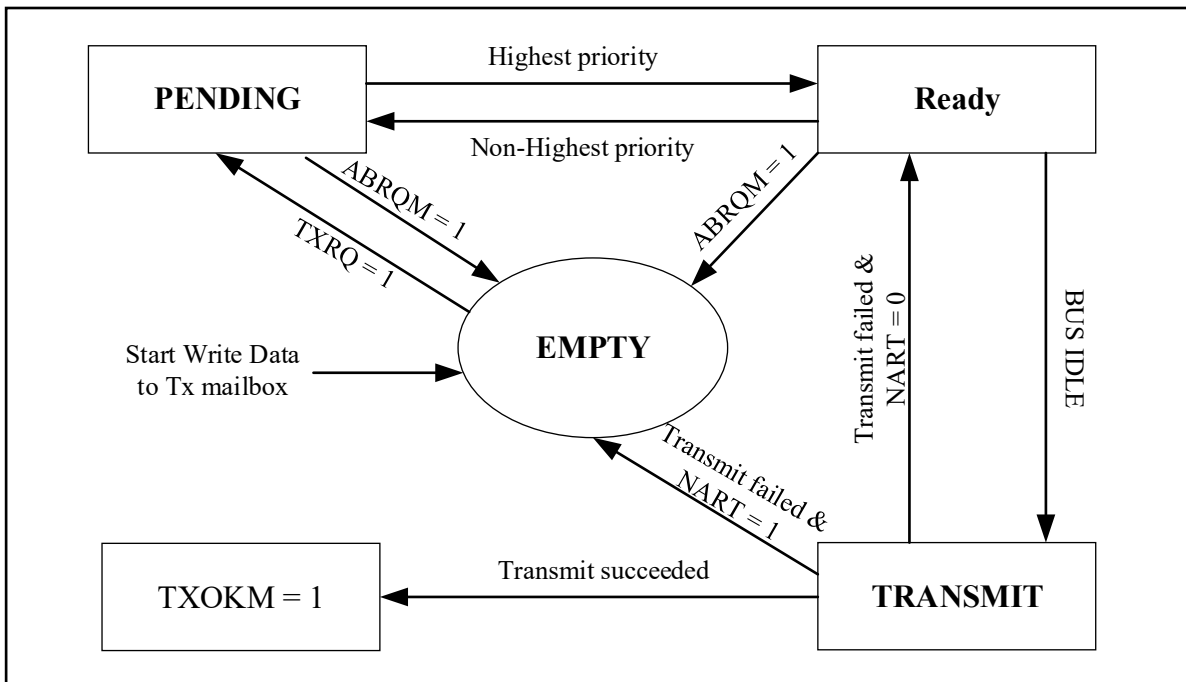 Highest priority
PENDING
Ready
Non-Highest priority
ABRQM = 1
TXRQ = 1
ABRQM = 1
Transmit failed &
NART = 0
BUS IDLE
EMPTY
Start Write Data
to Tx mailbox
Transmit failed &
NART = 1
Transmit succeeded
TXOKM = 1
TRANSMIT